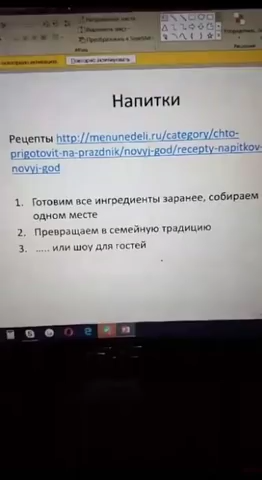 Напитки
Рецепты http://menunedeli.ru/category/chto-
prigotovit-na-prazdnik/novyj-god/recepty-napitkov-
novyj-god
1. Готовим все ингредиенты заранее, собираем
одном месте
2. Превращаем в семейную традицию
3. ..... или шоу для гостей